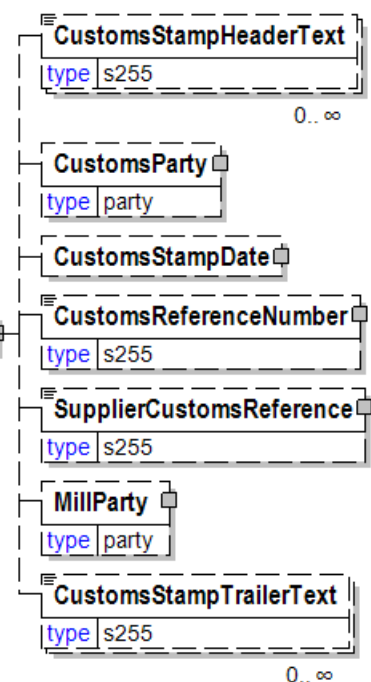 CustomsStampHeaderText
type s255
0.. ∞
CustomsParty
type party
CustomsStampDate
CustomsReferenceNumber
type s255
SupplierCustomsReference
type s255
MillParty
type party
CustomsStampTrailerText
type s255
0.. ∞